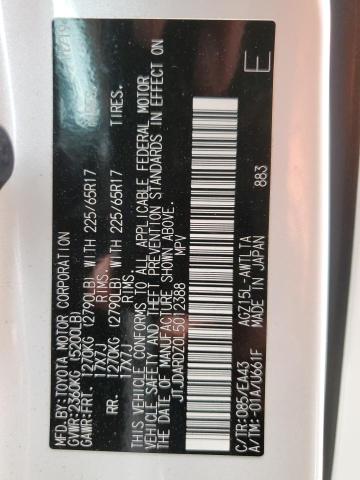 MFD.BY:TOYOTA MOTOR CORPORATION 10/19
GVWR:2360KG (5200LB)
GAWR:FRT. 1270KG (2790LB) WITH 225/65R17 TIRES,
17X7J RIMS,
RR. 1270KG (2790LB) WITH 225/65R17 TIRES,
17X7J RIMS,
THIS VEHICLE CONFORMS TO ALL APPLICABLE FEDERAL MOTOR
VEHICLE SAFETY AND THEFT PREVENTION STANDARDS IN EFFECT ON
THE DATE OF MANUFACTURE SHOWN ABOVE.
JTJDARDZ0L5012388 MPV
E
C/TR:085/EA43 AGZ15L-AWTLTA 883
A/TM:-01A/U661F MADE IN JAPAN